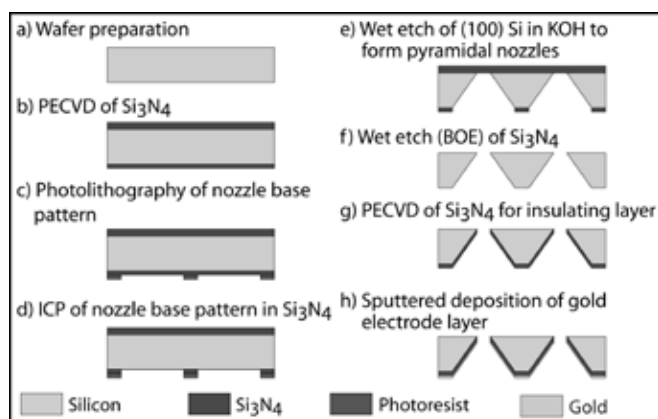 a) Wafer preparation
b) PECVD of Si3N4
c) Photolithography of nozzle base
pattern
d) ICP of nozzle base pattern in Si3N4
e) Wet etch of (100) Si in KOH to
form pyramidal nozzles
f) Wet etch (BOE) of Si3N4
g) PECVD of Si3N4 for insulating layer
h) Sputtered deposition of gold
electrode layer
Silicon
Si3N4
Photoresist
Gold